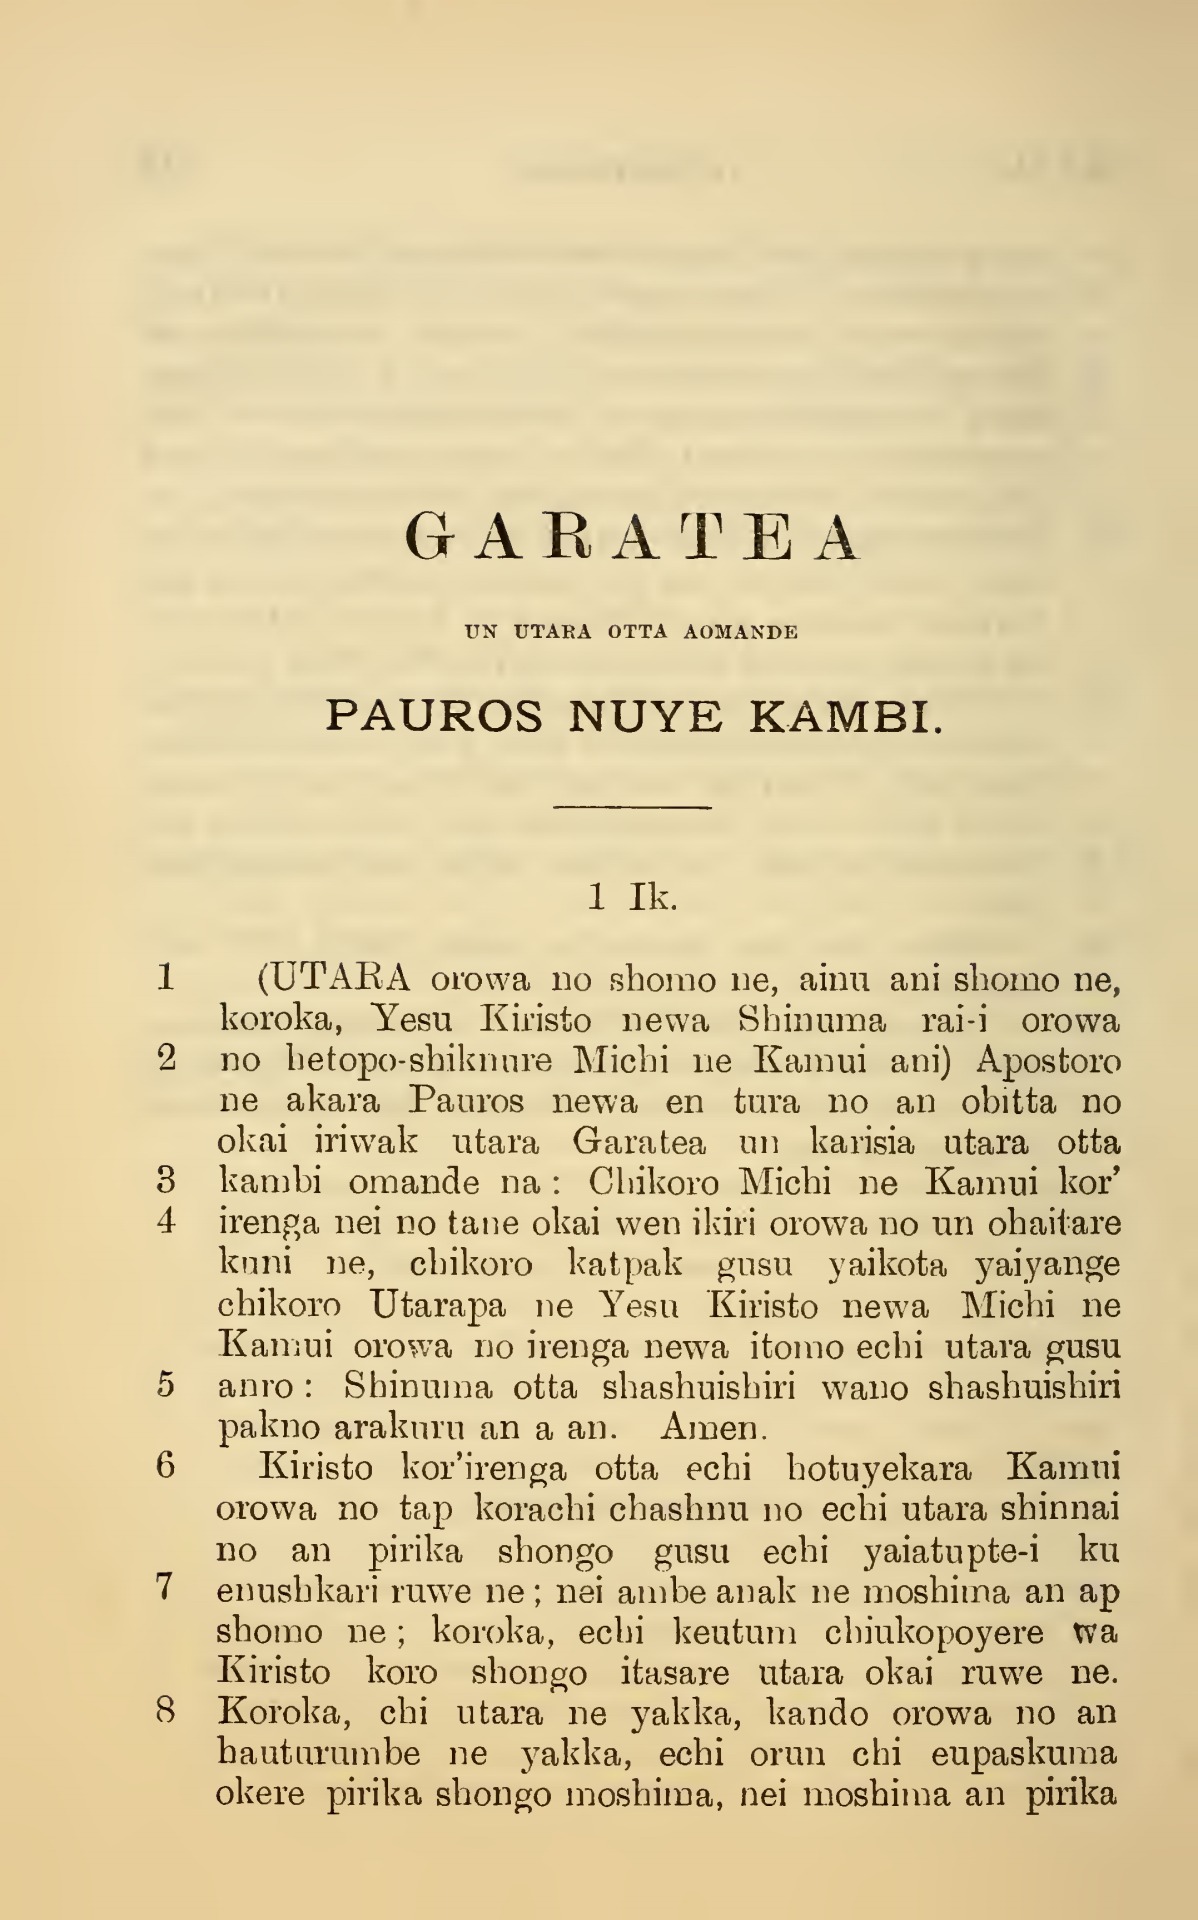 GARATEA
UN UTARA OTTA AOMANDE
PAUROS NUYE KAMBI.
1 Ik.
1 (UTARA orowa no shomo ne, ainu ani shomo ne,
koroka, Yesu Kiristo newa Shinuma rai-i orowa
2 no hetopo-shiknure Michi ne Kamui ani) Apostoro
ne akara Pauros newa en tura no an obitta no
okai iriwak utara Garatea un karisia utara otta
3 kambi omande na : Chikoro Michi ne Kamui kor'
4 irenga nei no tane okai wen ikiri orowa no un ohaitare
kuni ne, chikoro katpak gusu yaikota yaiyange
chikoro Utarapa ne Yesu Kiristo newa Michi ne
Kamui orowa no irenga newa itomo echi utara gusu
5 anro : Shinuma otta shashuishiri wano shashuishiri
pakno arakuru an a an. Amen.
6 Kiristo kor'irenga otta echi hotuyekara Kamui
orowa no tap korachi chashnu no echi utara shinnai
no an pirika shongo gusu echi yaiatupte-i ku
7 enushkari ruwe ne ; nei ambe anak ne moshima an ap
shomo ne ; koroka, echi keutum chiukopoyere wa
Kiristo koro shongo itasare utara okai ruwe ne.
8 Koroka, chi utara ne yakka, kando orowa no an
hauturumbe ne yakka, echi orun chi eupaskuma
okere pirika shongo moshima, nei moshima an pirika